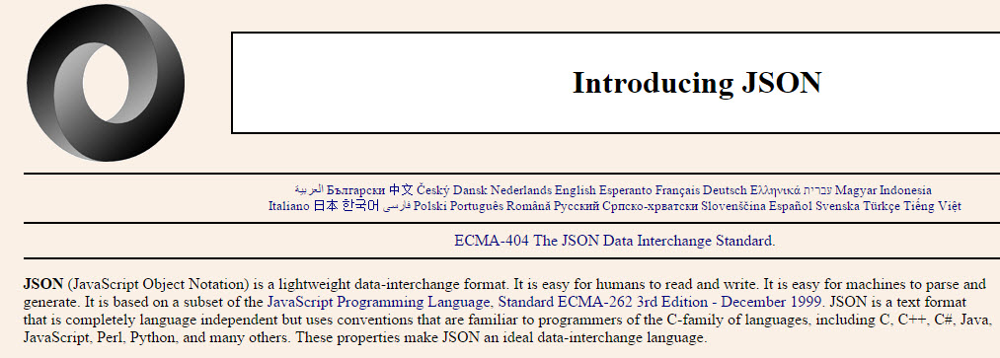 Introducing JSON
العربية Български 中文 Český Dansk Nederlands English Esperanto Français Deutsch Ελληνικά עברית Magyar Indonesia
Italiano 日本 한국어 فارسی Polski Português Română Русский Српско-хрватски Slovenščina Español Svenska Türkçe Tiếng Việt
ECMA-404 The JSON Data Interchange Standard.
JSON (JavaScript Object Notation) is a lightweight data-interchange format. It is easy for humans to read and write. It is easy for machines to parse and
generate. It is based on a subset of the JavaScript Programming Language, Standard ECMA-262 3rd Edition - December 1999. JSON is a text format
that is completely language independent but uses conventions that are familiar to programmers of the C-family of languages, including C, C++, C#, Java,
JavaScript, Perl, Python, and many others. These properties make JSON an ideal data-interchange language.